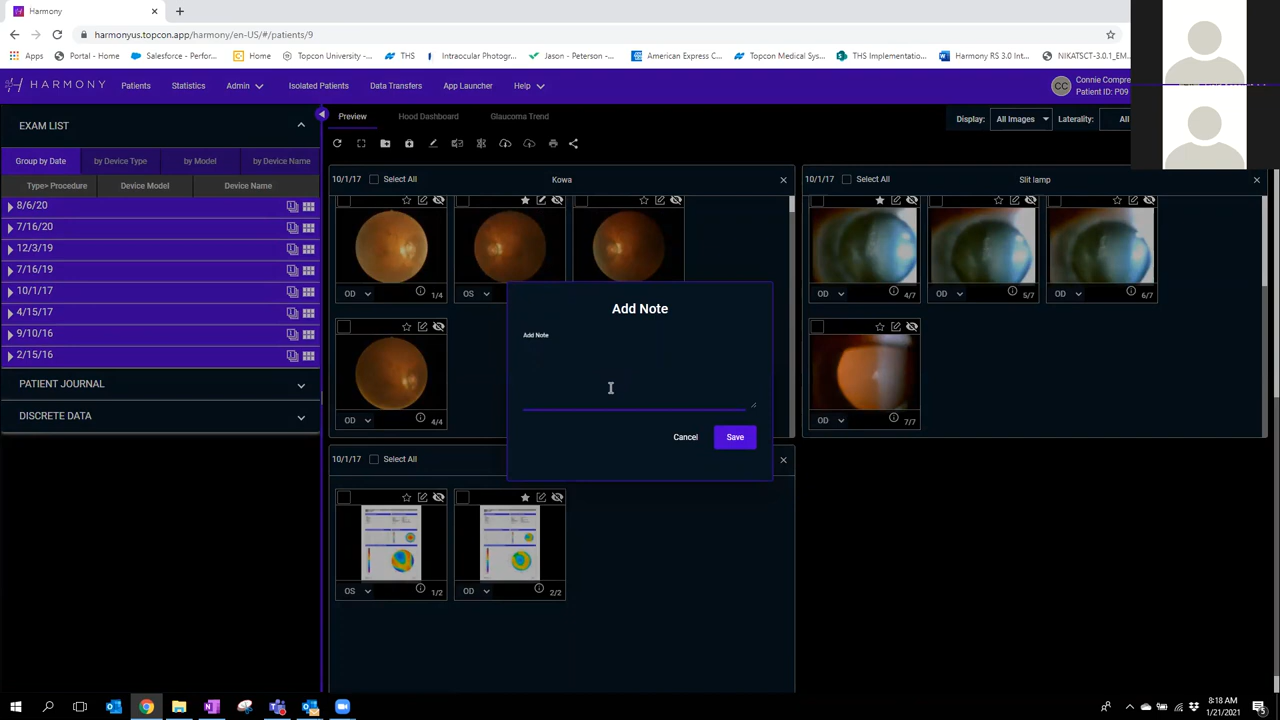 Harmony
harmonyus.topcon.app/harmony/en-US/#/patients/9
Apps
Portal - Home
Salesforce - Perfor...
Home
Topcon University -...
THS
Intraocular Photogr...
Jason - Peterson -...
American Express C...
Topcon Medical Sys...
THS Implementatio...
Harmony RS 3.0 Int...
NIKATSCT-3.0.1_EM...
HARMONY
Patients
Statistics
Admin
Isolated Patients
Data Transfers
App Launcher
Help
CC
Connie Compre
Patient ID: P09
EXAM LIST
Preview
Hood Dashboard
Glaucoma Trend
Display:
All Images
Laterality:
All
Group by Date
by Device Type
by Model
by Device Name
Type> Procedure
Device Model
Device Name
8/6/20
7/16/20
12/3/19
7/16/19
10/1/17
4/15/17
9/10/16
2/15/16
PATIENT JOURNAL
DISCRETE DATA
10/1/17
Select All
Kowa
10/1/17
Select All
Slit lamp
OD
1/4
OS
OD
4/7
OD
5/7
OD
6/7
OD
4/4
OD
7/7
Add Note
Add Note
Cancel
Save
10/1/17
Select All
OS
1/2
OD
2/2
8:18 AM
1/21/2021
5